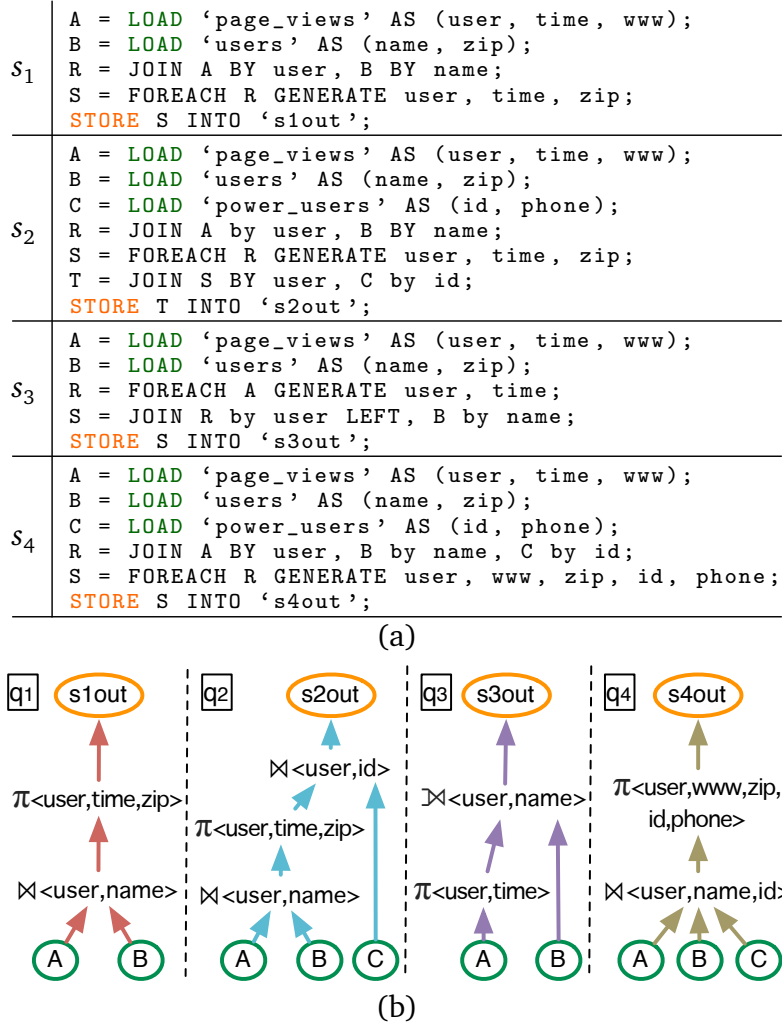 s1
A = LOAD ‘page_views’ AS (user, time, www);
B = LOAD ‘users’ AS (name, zip);
R = JOIN A BY user, B BY name;
S = FOREACH R GENERATE user, time, zip;
STORE S INTO ‘s1out’;
s2
A = LOAD ‘page_views’ AS (user, time, www);
B = LOAD ‘users’ AS (name, zip);
C = LOAD ‘power_users’ AS (id, phone);
R = JOIN A by user, B BY name;
S = FOREACH R GENERATE user, time, zip;
T = JOIN S BY user, C by id;
STORE T INTO ‘s2out’;
s3
A = LOAD ‘page_views’ AS (user, time, www);
B = LOAD ‘users’ AS (name, zip);
R = FOREACH A GENERATE user, time;
S = JOIN R by user LEFT, B by name;
STORE S INTO ‘s3out’;
s4
A = LOAD ‘page_views’ AS (user, time, www);
B = LOAD ‘users’ AS (name, zip);
C = LOAD ‘power_users’ AS (id, phone);
R = JOIN A BY user, B by name, C by id;
S = FOREACH R GENERATE user, www, zip, id, phone;
STORE S INTO ‘s4out’;
(a)
q1
s1out
π<user,time,zip>
⋈<user,name>
A B
q2
s2out
⋈<user,id>
π<user,time,zip>
⋈<user,name>
A B C
q3
s3out
⟕<user,name>
π<user,time>
A B
q4
s4out
π<user,www,zip,
id,phone>
⋈<user,name,id>
A B C
(b)